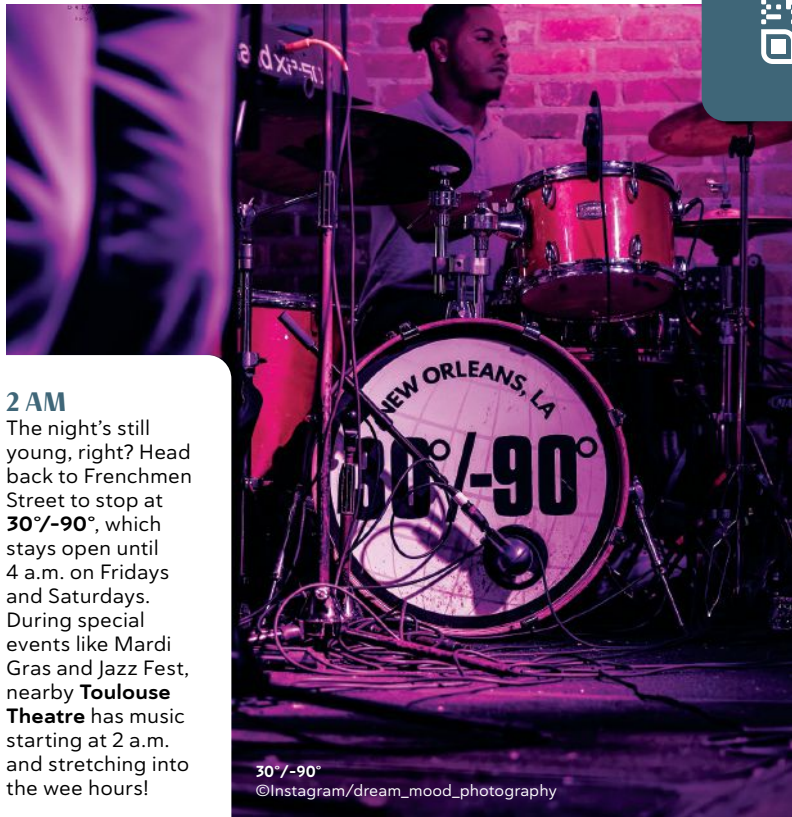 2 AM
The night's still
young, right? Head
back to Frenchmen
Street to stop at
30°/-90°, which
stays open until
4 a.m. on Fridays
and Saturdays.
During special
events like Mardi
Gras and Jazz Fest,
nearby Toulouse
Theatre has music
starting at 2 a.m.
and stretching into
the wee hours!
NEW ORLEANS, LA
30°/-90°
30°/-90°
©Instagram/dream_mood_photography